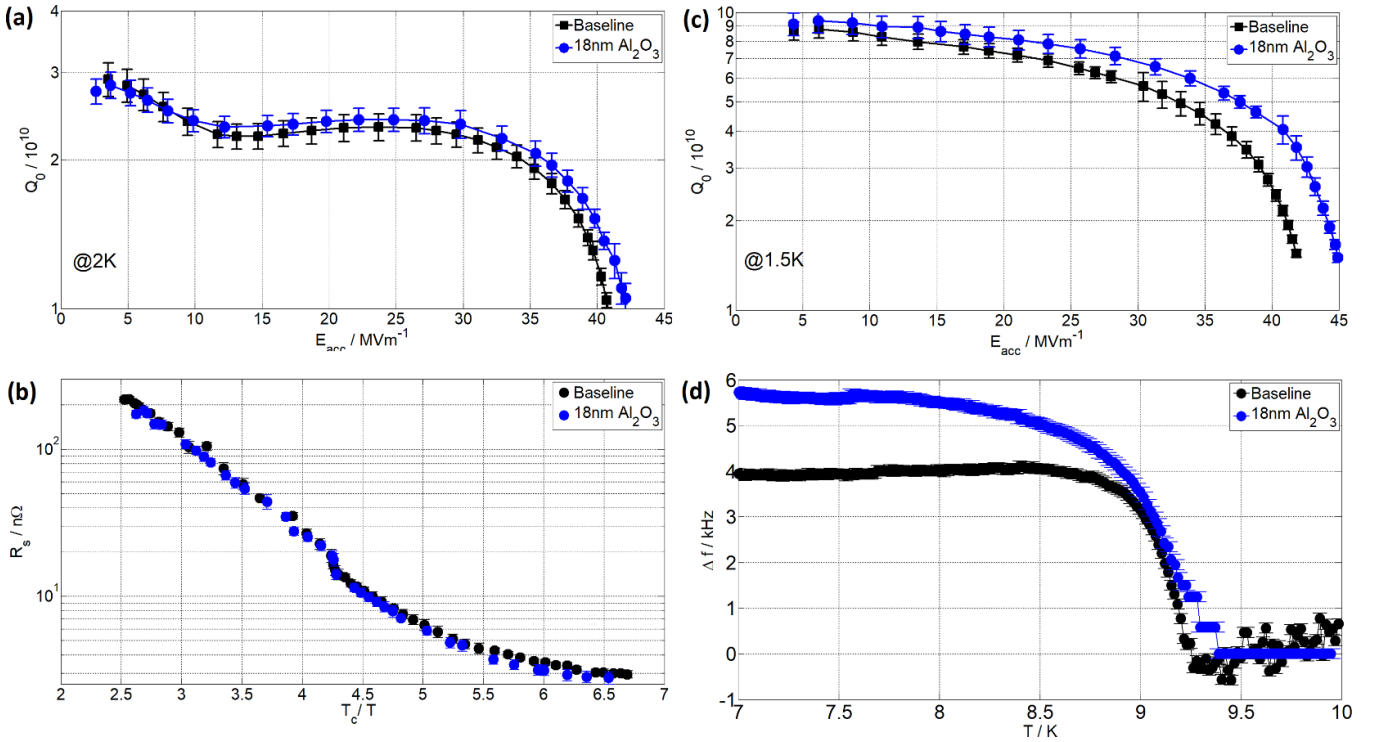 (a)
4
3
2
1
Q0 / 10^10
Baseline
18nm Al2O3
@2K
0 5 10 15 20 25 30 35 40 45
Eacc / MVm^-1
(c)
10
9
8
7
6
5
4
3
2
1
Q0 / 10^10
Baseline
18nm Al2O3
@1.5K
0 5 10 15 20 25 30 35 40 45
Eacc / MVm^-1
(b)
10^2
10^1
Rs / nΩ
Baseline
18nm Al2O3
2 2.5 3 3.5 4 4.5 5 5.5 6 6.5 7
Tc / T
(d)
6
5
4
3
2
1
0
-1
Δ f / kHz
Baseline
18nm Al2O3
7 7.5 8 8.5 9 9.5 10
T / K